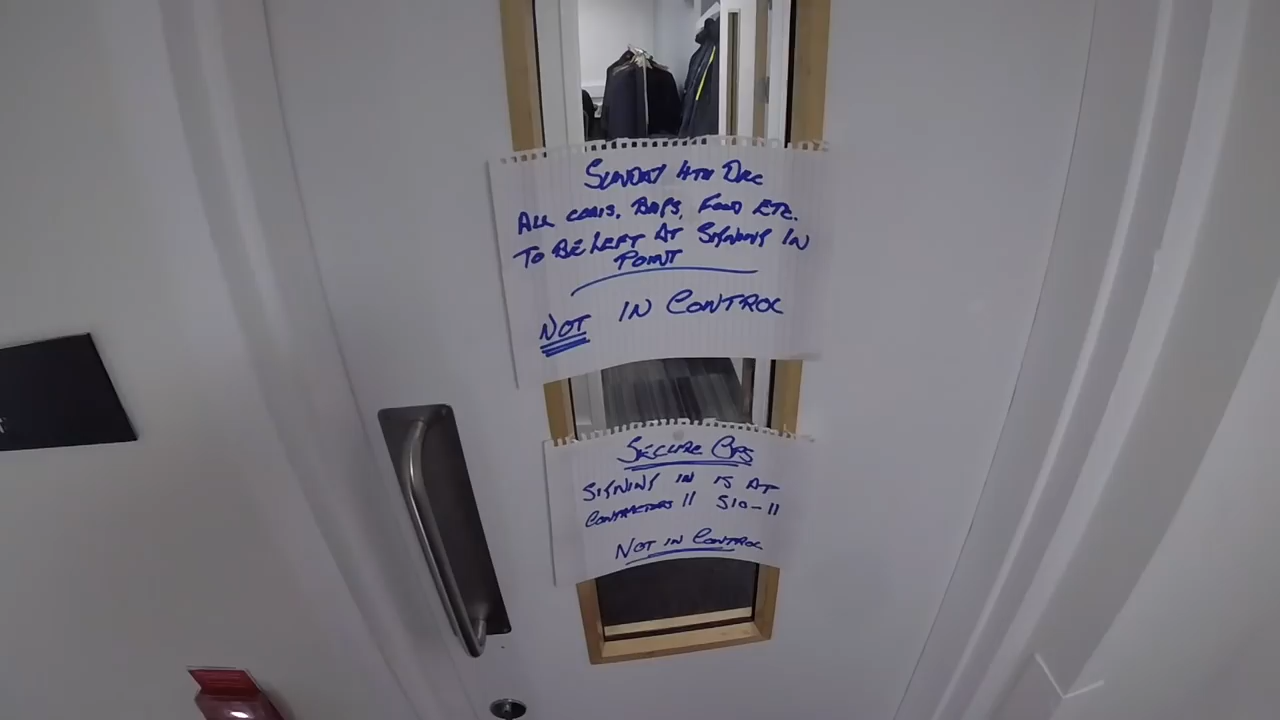 SUNDAY 4TH DEC
ALL COATS, BAGS, FOOD ETC.
TO BE LEFT AT SIGNING IN
POINT
NOT IN CONTROL
SECURE OPS
SIGNING IN IS AT
CONTRACTORS 11 S10-11
NOT IN CONTROL